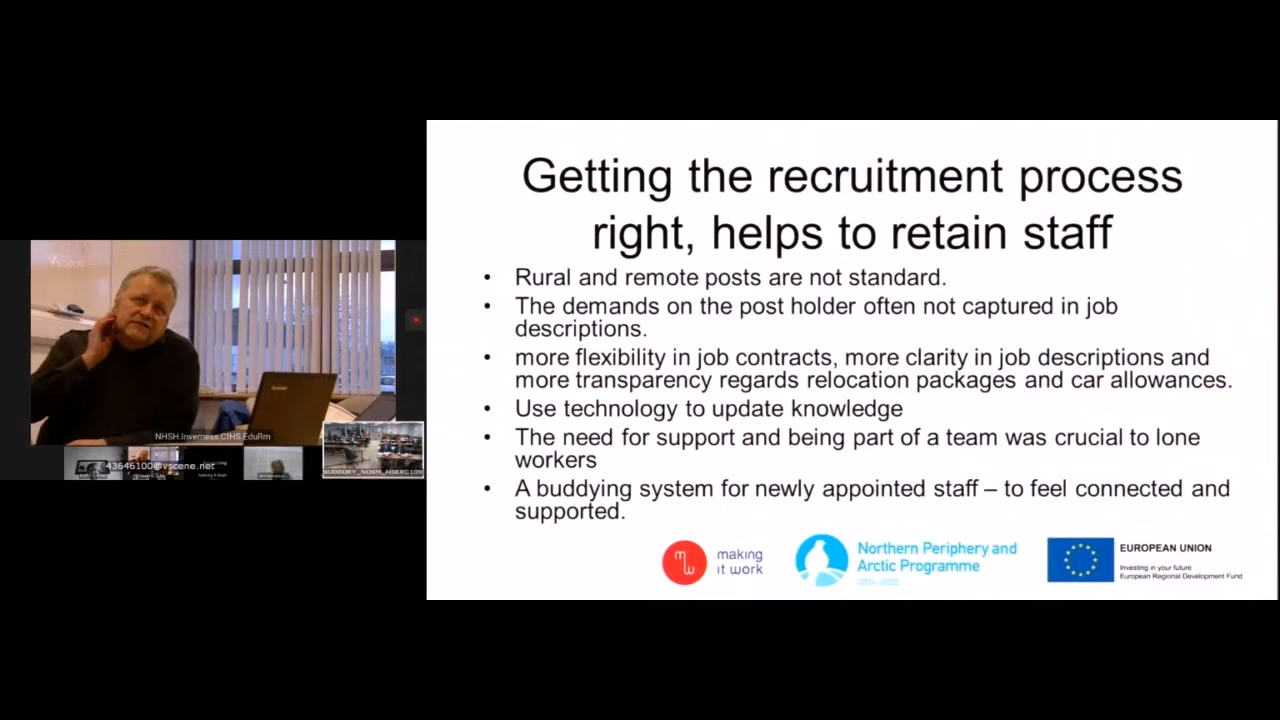 Getting the recruitment process
right, helps to retain staff
• Rural and remote posts are not standard.
• The demands on the post holder often not captured in job
descriptions.
• more flexibility in job contracts, more clarity in job descriptions and
more transparency regards relocation packages and car allowances.
• Use technology to update knowledge
• The need for support and being part of a team was crucial to lone
workers
• A buddying system for newly appointed staff – to feel connected and
supported.
making
it work
Northern Periphery and
Arctic Programme
EUROPEAN UNION
Investing in your future
European Regional Development Fund
Vscene
NHSH.Inverness.CfHS.EduRm
43646100@vscene.net
SUDBURY_NOSM_HSERC109